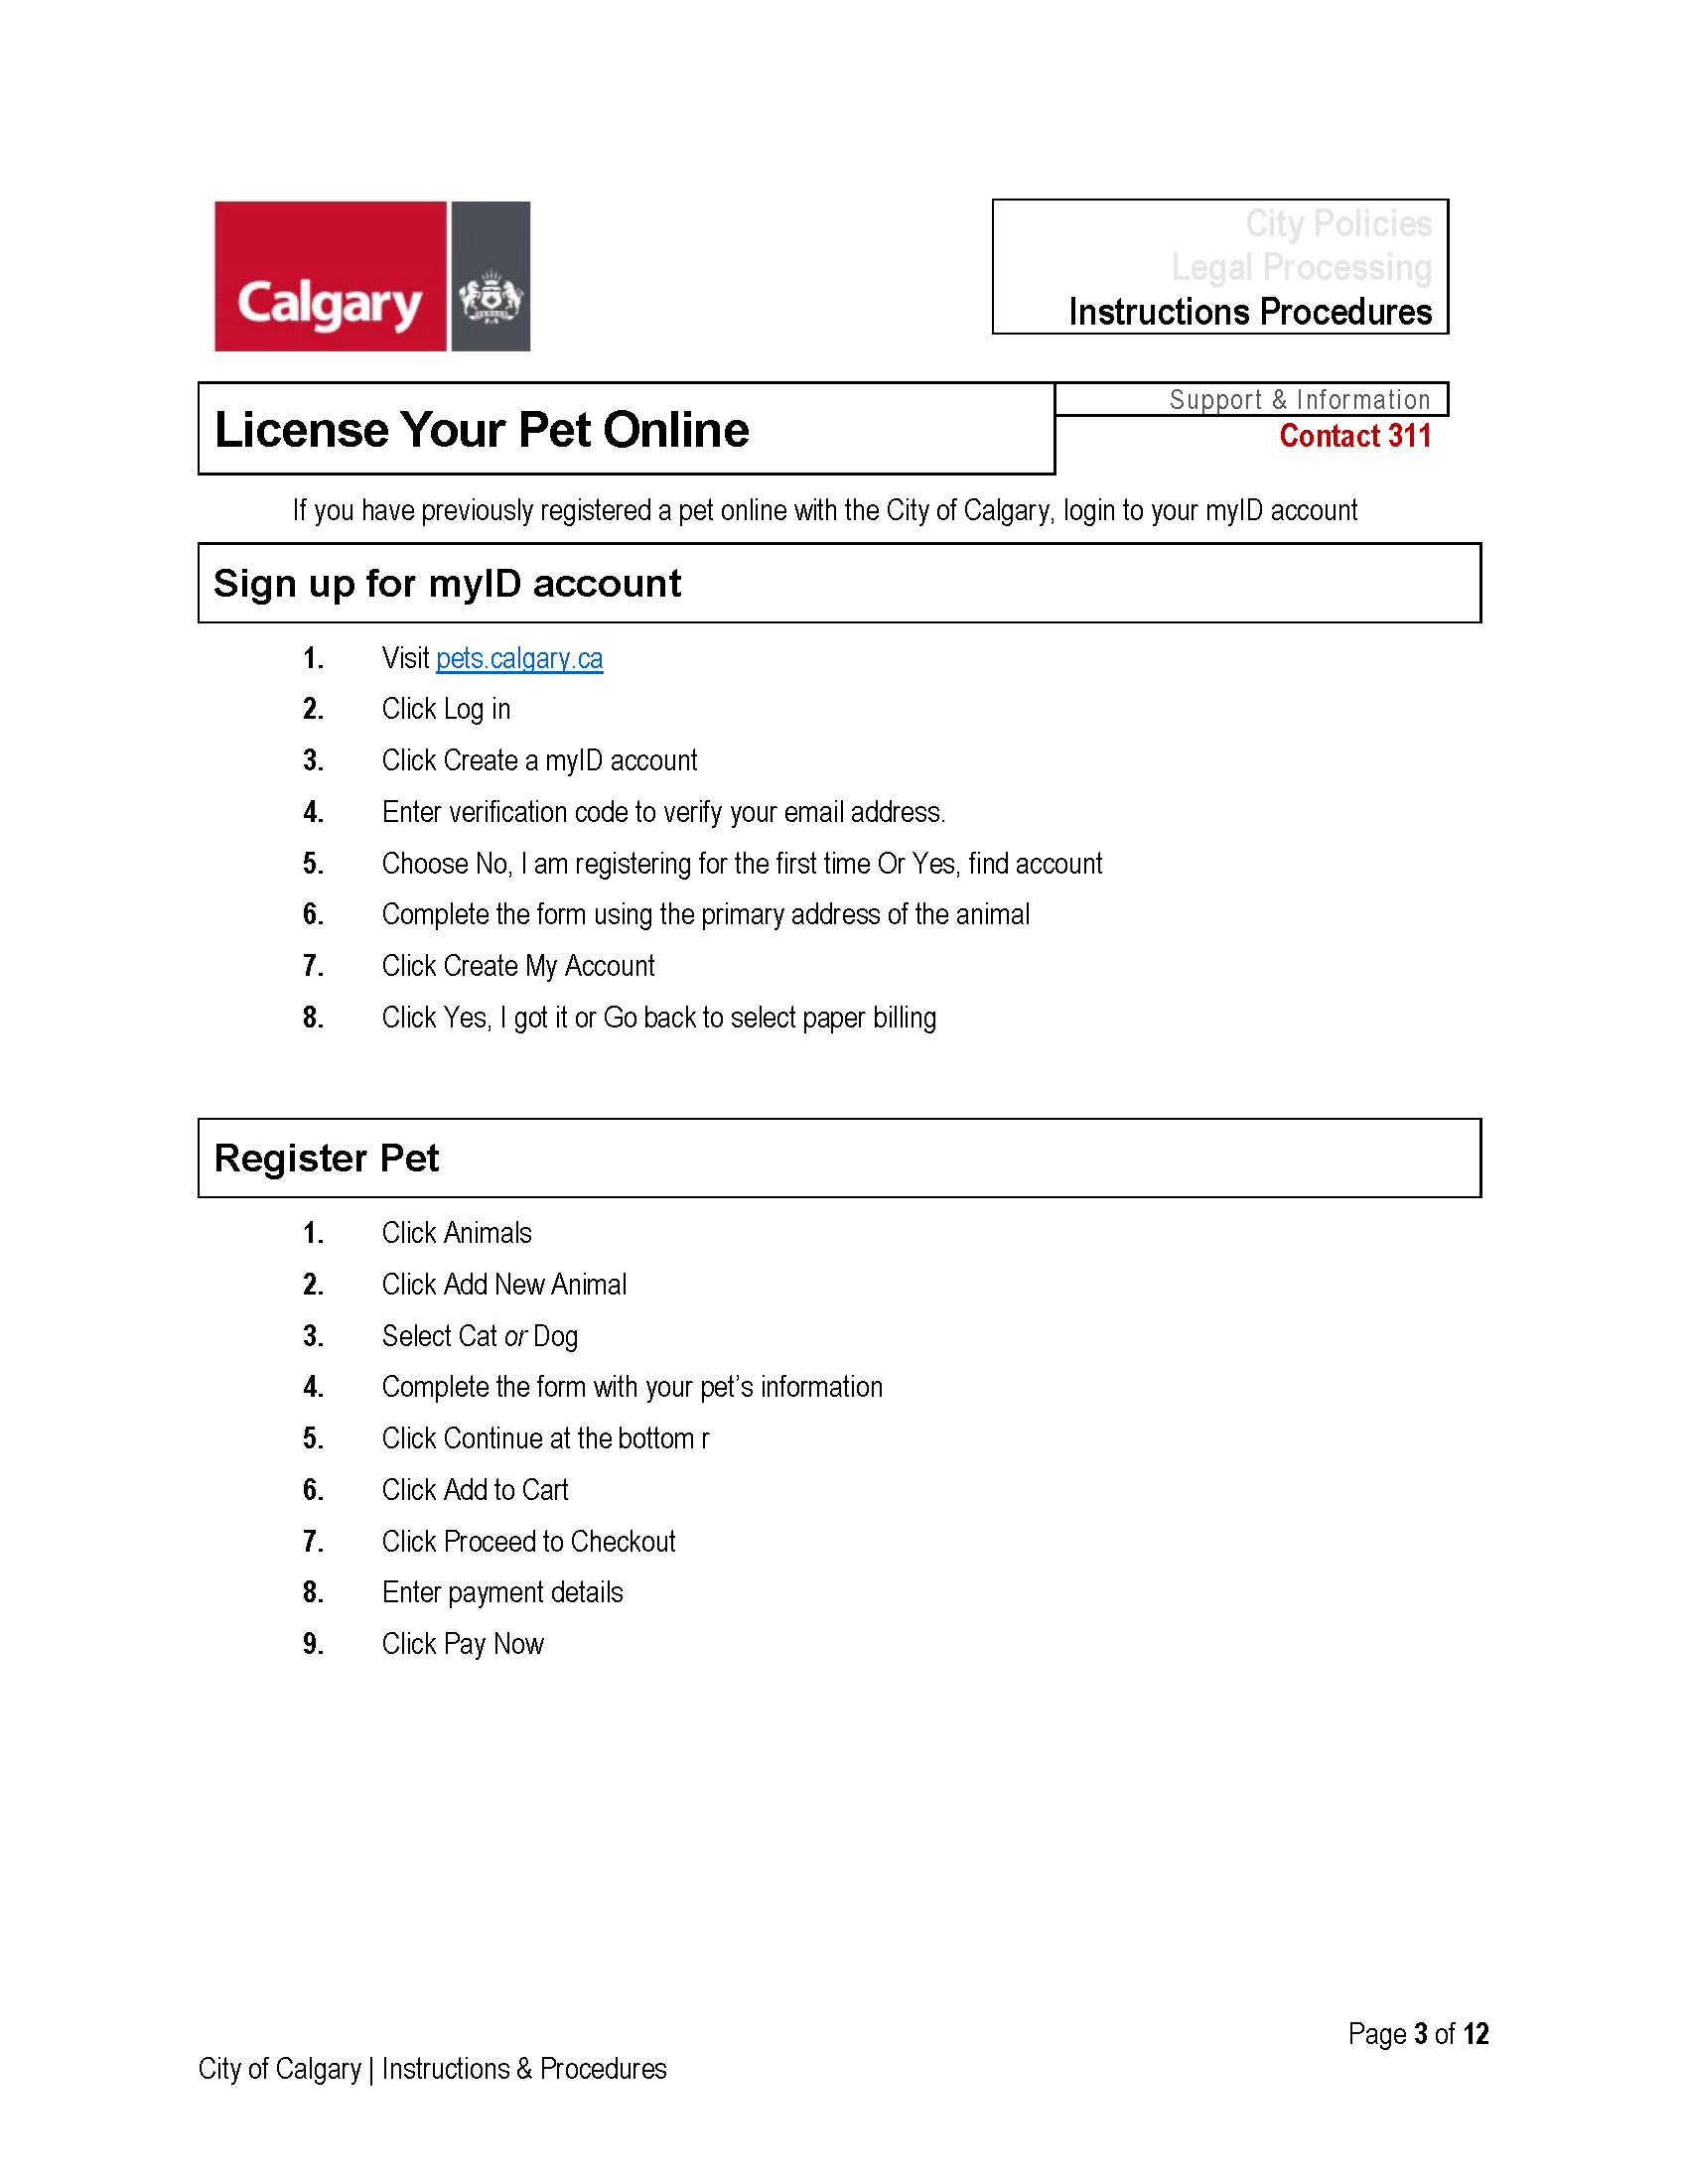 Calgary
City Policies
Legal Processing
Instructions Procedures
License Your Pet Online
Support & Information
Contact 311
If you have previously registered a pet online with the City of Calgary, login to your myID account
Sign up for myID account
1. Visit pets.calgary.ca
2. Click Log in
3. Click Create a myID account
4. Enter verification code to verify your email address.
5. Choose No, I am registering for the first time Or Yes, find account
6. Complete the form using the primary address of the animal
7. Click Create My Account
8. Click Yes, I got it or Go back to select paper billing
Register Pet
1. Click Animals
2. Click Add New Animal
3. Select Cat or Dog
4. Complete the form with your pet’s information
5. Click Continue at the bottom r
6. Click Add to Cart
7. Click Proceed to Checkout
8. Enter payment details
9. Click Pay Now
Page 3 of 12
City of Calgary | Instructions & Procedures